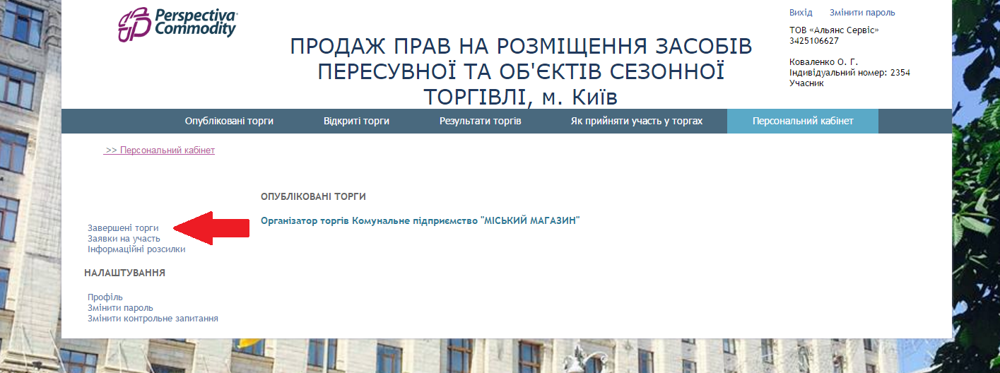 Perspectiva
Commodity
Вихід Змінити пароль
ТОВ «Альянс Сервіс»
3425106627
Коваленко О. Г.
Індивідуальний номер: 2354
Учасник
ПРОДАЖ ПРАВ НА РОЗМІЩЕННЯ ЗАСОБІВ
ПЕРЕСУВНОЇ ТА ОБ'ЄКТІВ СЕЗОННОЇ
ТОРГІВЛІ, м. Київ
Опубліковані торги Відкриті торги Результати торгів Як прийняти участь у торгах Персональний кабінет
>> Персональний кабінет
ОПУБЛІКОВАНІ ТОРГИ
Організатор торгів Комунальне підприємство "МІСЬКИЙ МАГАЗИН"
Завершені торги
Заявки на участь
Інформаційні розсилки
НАЛАШТУВАННЯ
Профіль
Змінити пароль
Змінити контрольне запитання